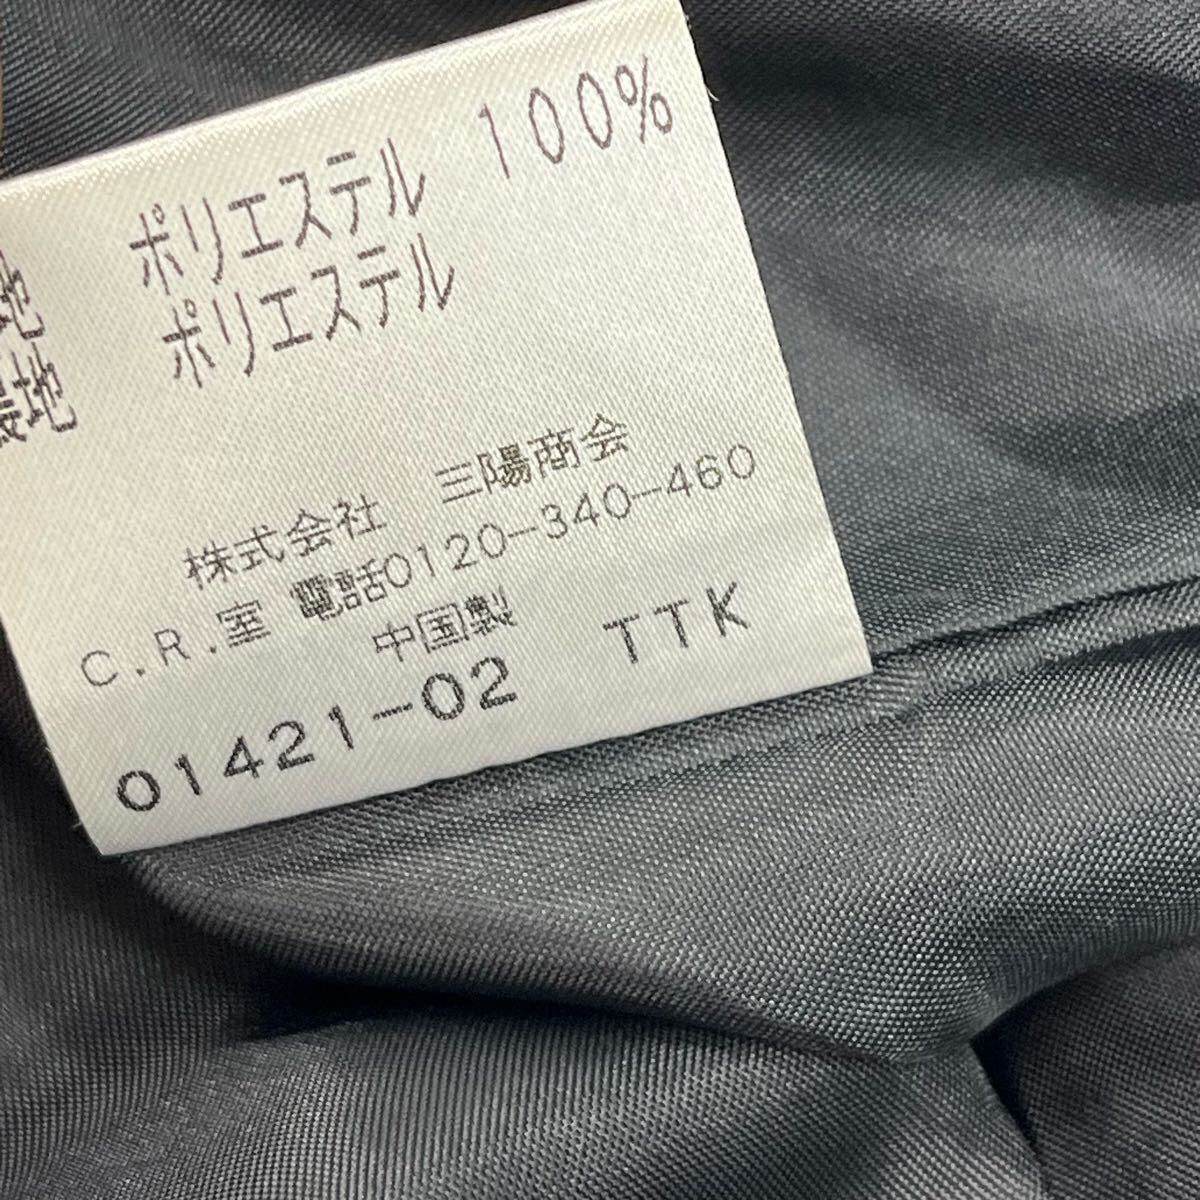 地 ポリエステル 100%
裏地 ポリエステル
株式会社 三陽商会
C.R.室 電話0120-340-460
中国製
01421-02 TTK